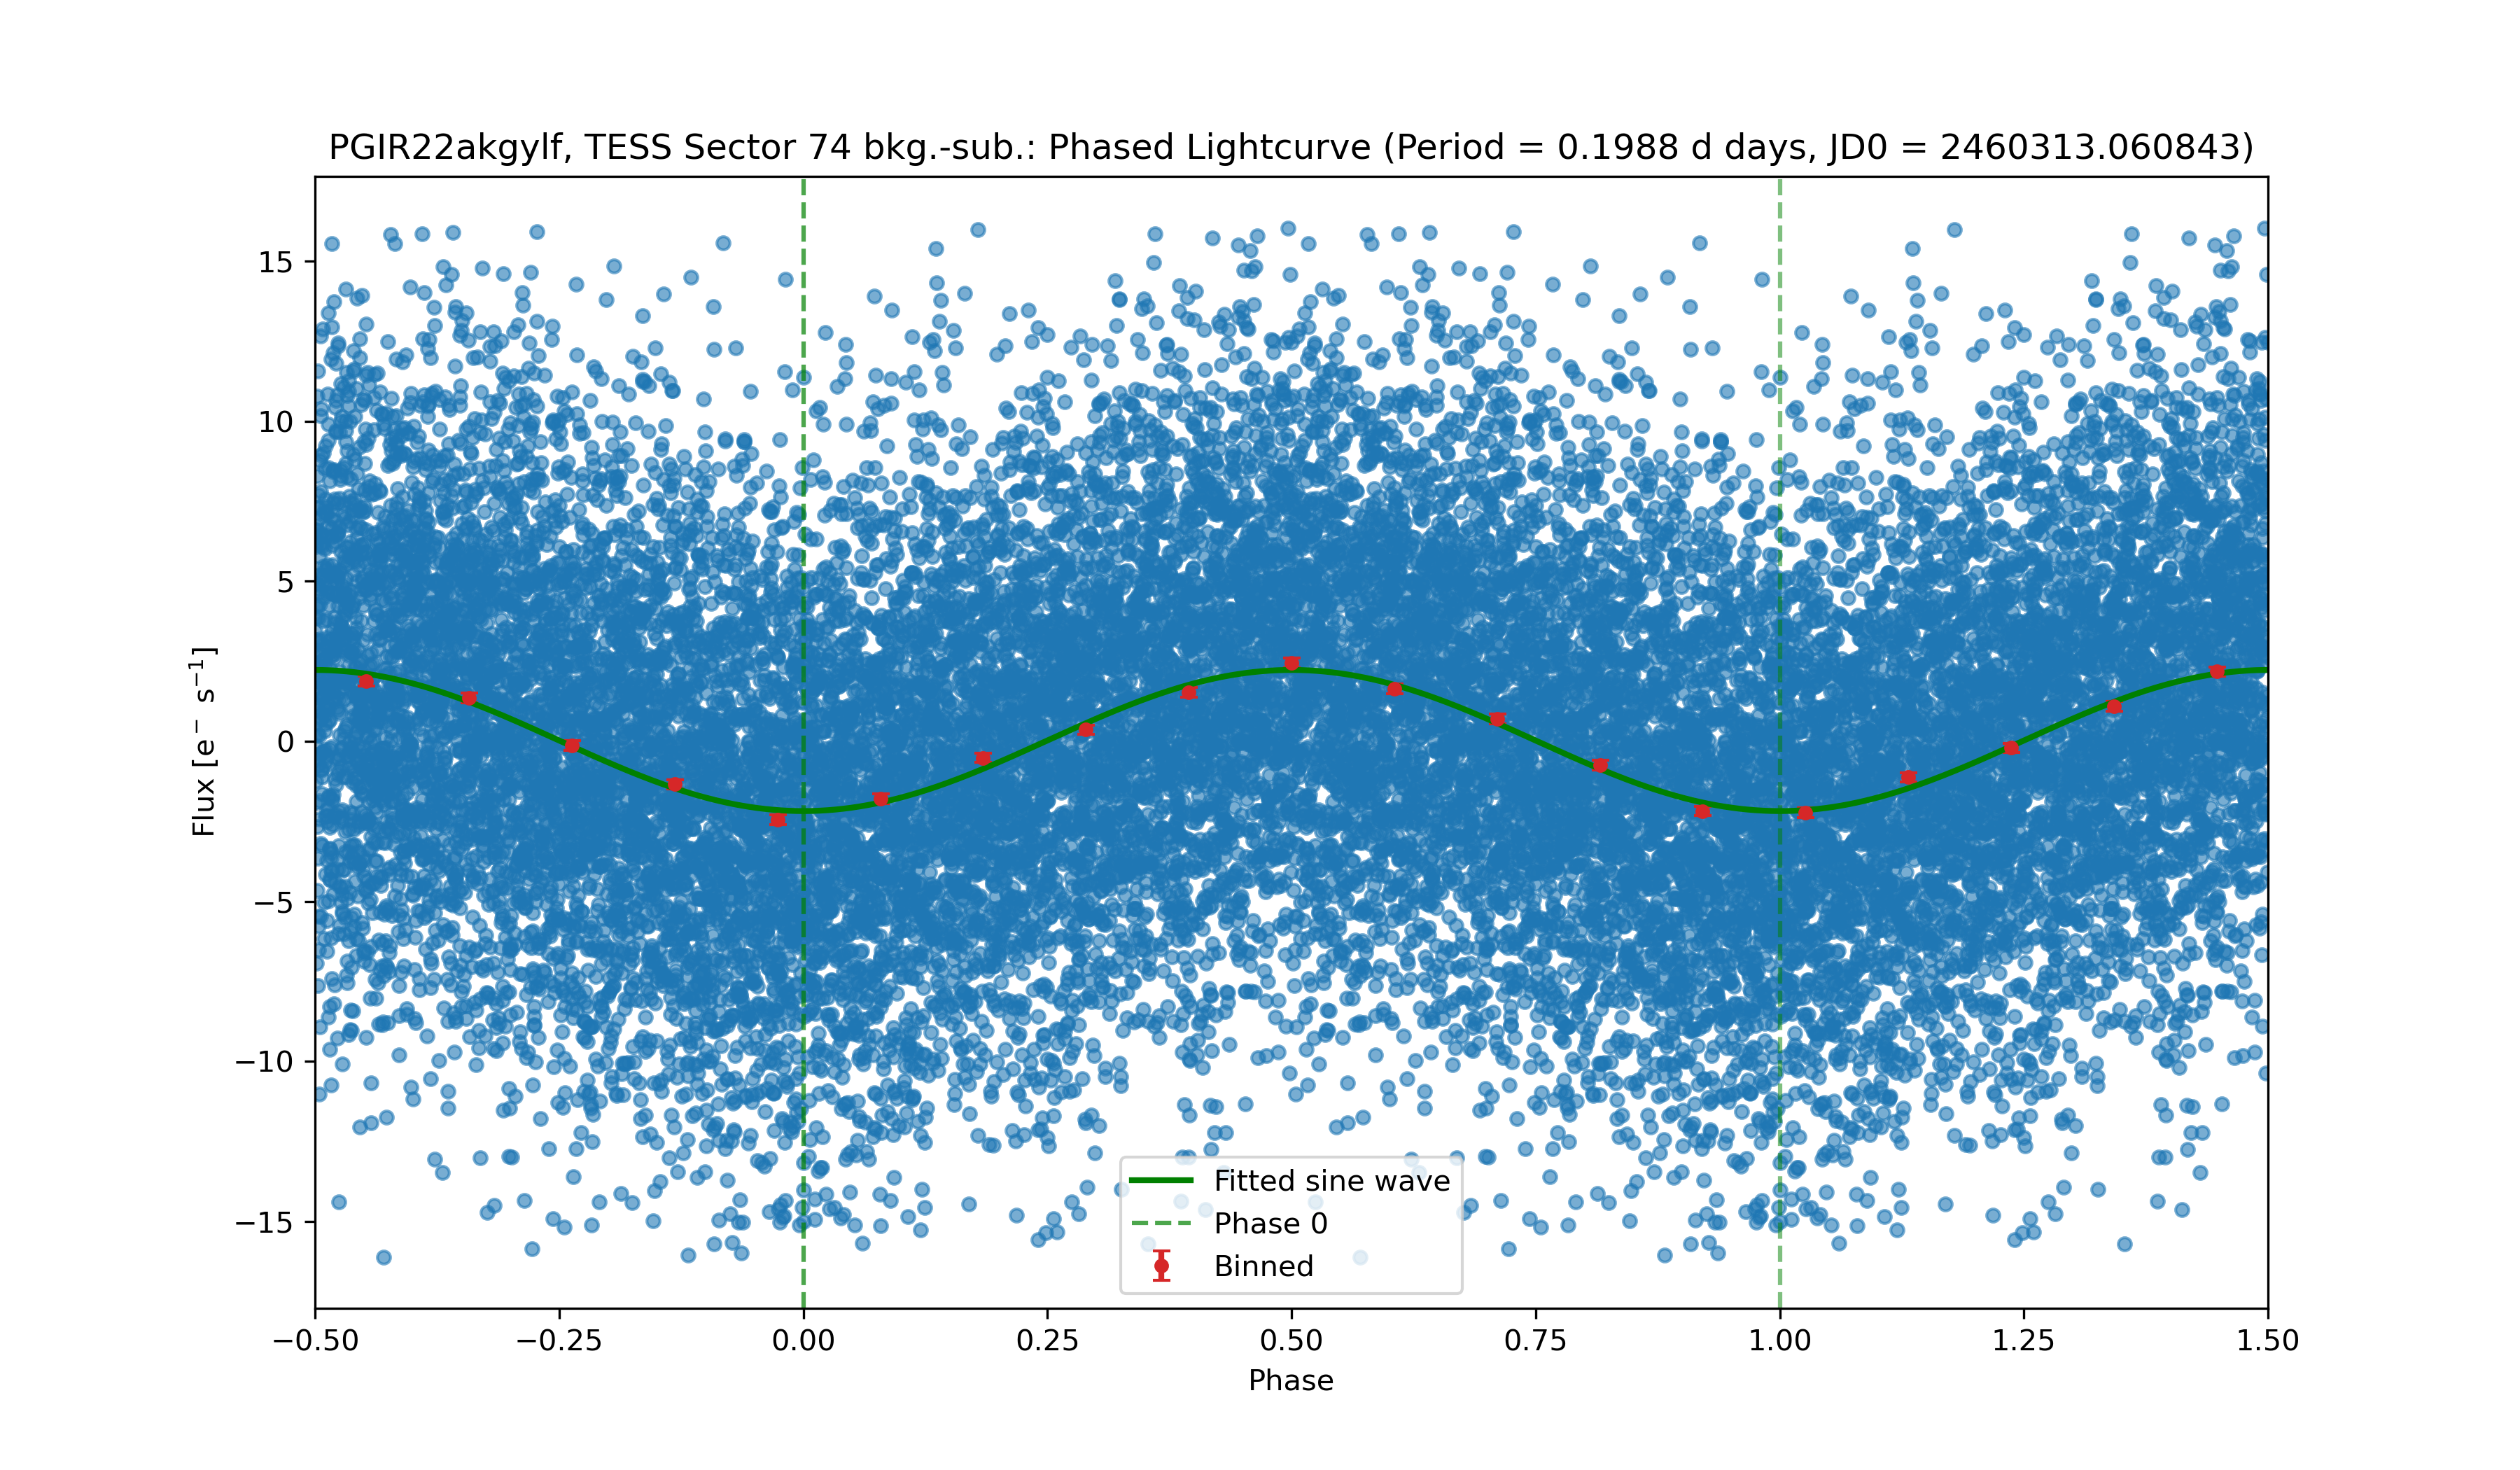 PGIR22akgylf, TESS Sector 74 bkg.-sub.: Phased Lightcurve (Period = 0.1988 d days, JD0 = 2460313.060843)
15
10
5
0
−5
−10
−15
Flux [e⁻ s⁻¹]
Fitted sine wave
Phase 0
Binned
−0.50 −0.25 0.00 0.25 0.50 0.75 1.00 1.25 1.50
Phase